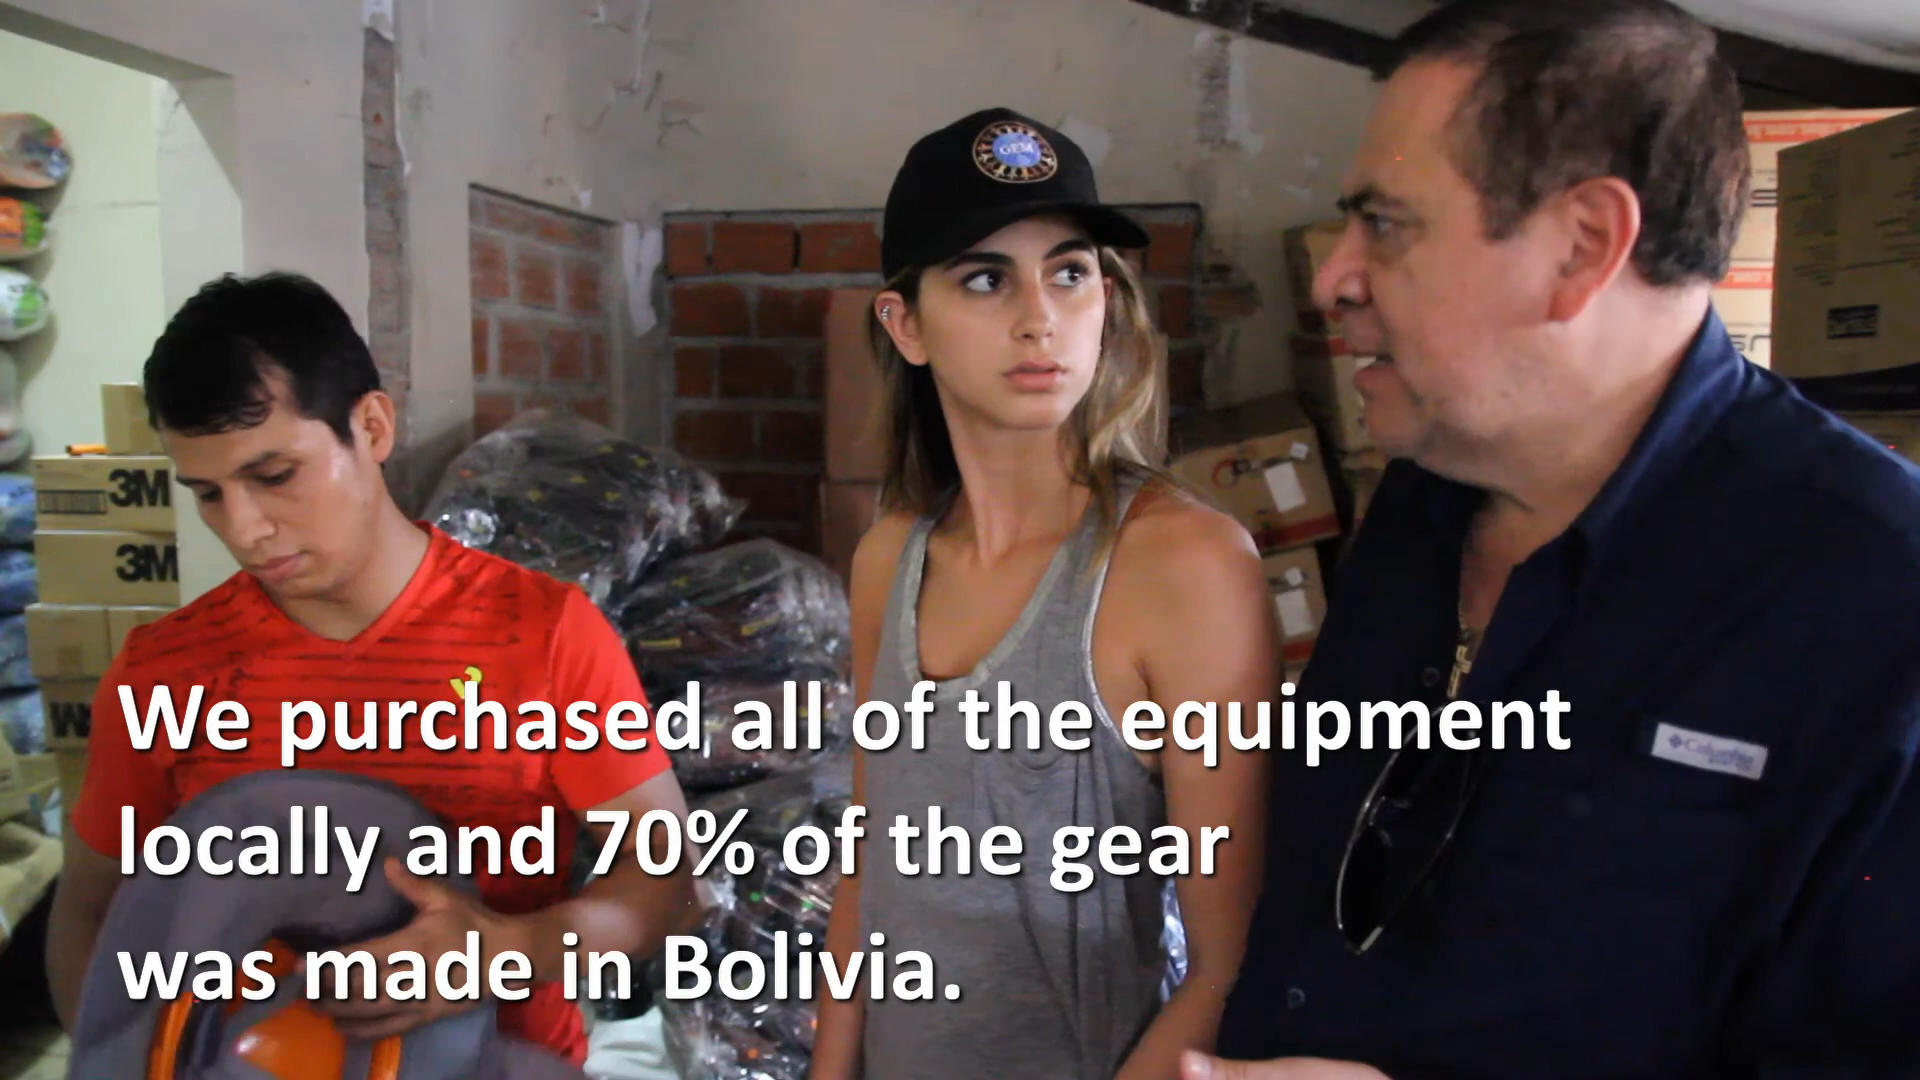 GEM
3M
3M
Columbia
We purchased all of the equipment
locally and 70% of the gear
was made in Bolivia.